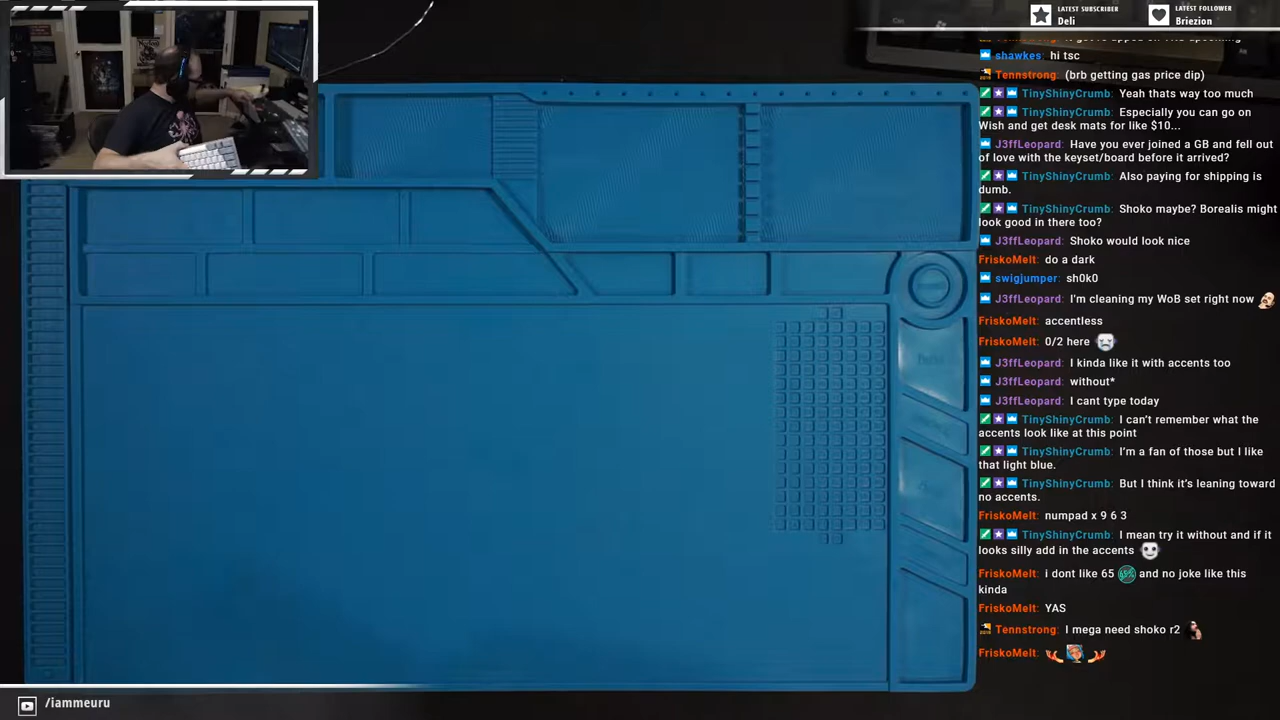 LATEST SUBSCRIBER
Deli
LATEST FOLLOWER
Briezion
shawkes: hi tsc
Tennstrong: (brb getting gas price dip)
TinyShinyCrumb: Yeah thats way too much
TinyShinyCrumb: Especially you can go on
Wish and get desk mats for like $10...
J3ffLeopard: Have you ever joined a GB and fell out
of love with the keyset/board before it arrived?
TinyShinyCrumb: Also paying for shipping is
dumb.
TinyShinyCrumb: Shoko maybe? Borealis might
look good in there too?
J3ffLeopard: Shoko would look nice
FriskoMelt: do a dark
swigjumper: sh0k0
J3ffLeopard: I'm cleaning my WoB set right now
FriskoMelt: accentless
FriskoMelt: 0/2 here
J3ffLeopard: I kinda like it with accents too
J3ffLeopard: without*
J3ffLeopard: I cant type today
TinyShinyCrumb: I can't remember what the
accents look like at this point
TinyShinyCrumb: I'm a fan of those but I like
that light blue.
TinyShinyCrumb: But I think it's leaning toward
no accents.
FriskoMelt: numpad x 9 6 3
TinyShinyCrumb: I mean try it without and if it
looks silly add in the accents
FriskoMelt: i dont like 65 65% and no joke like this
kinda
FriskoMelt: YAS
Tennstrong: I mega need shoko r2
FriskoMelt:
/iammeuru